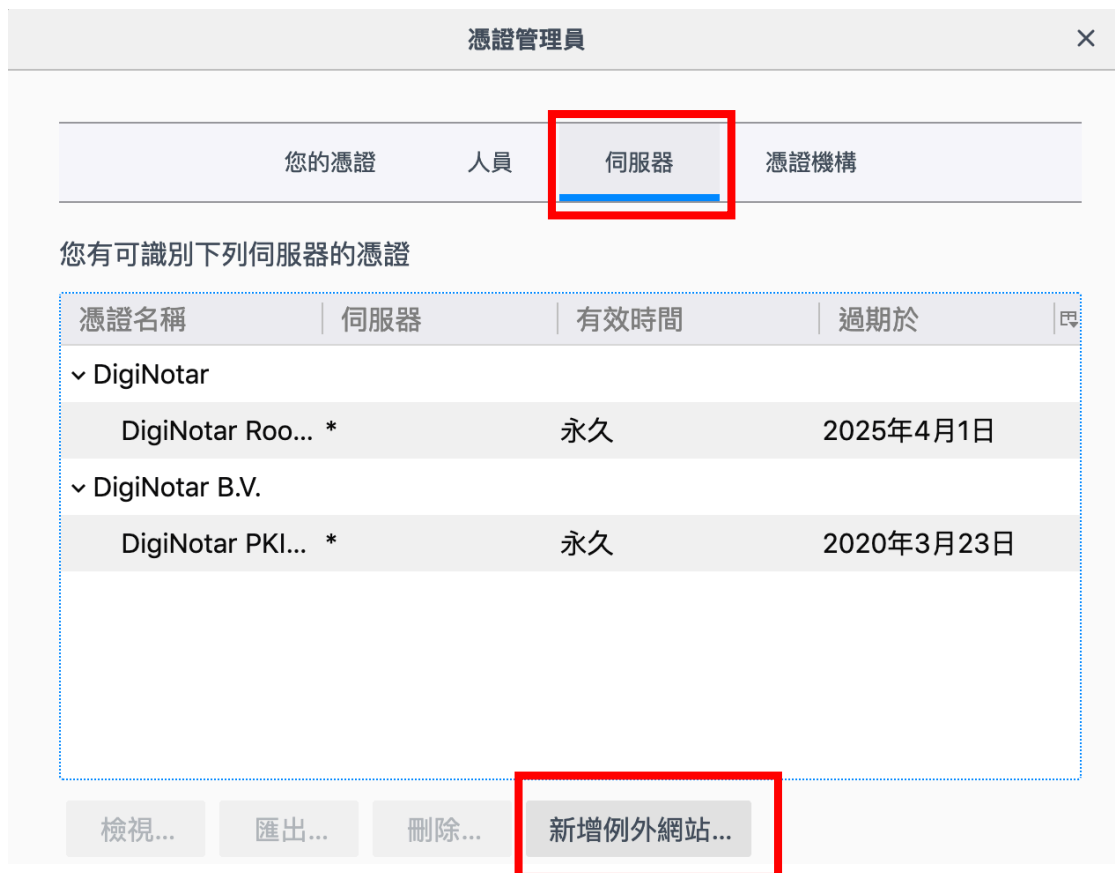 憑證管理員
您的憑證 人員 伺服器 憑證機構
您有可識別下列伺服器的憑證
憑證名稱 伺服器 有效時間 過期於
DigiNotar
DigiNotar Roo... * 永久 2025年4月1日
DigiNotar B.V.
DigiNotar PKI... * 永久 2020年3月23日
檢視... 匯出... 刪除... 新增例外網站...